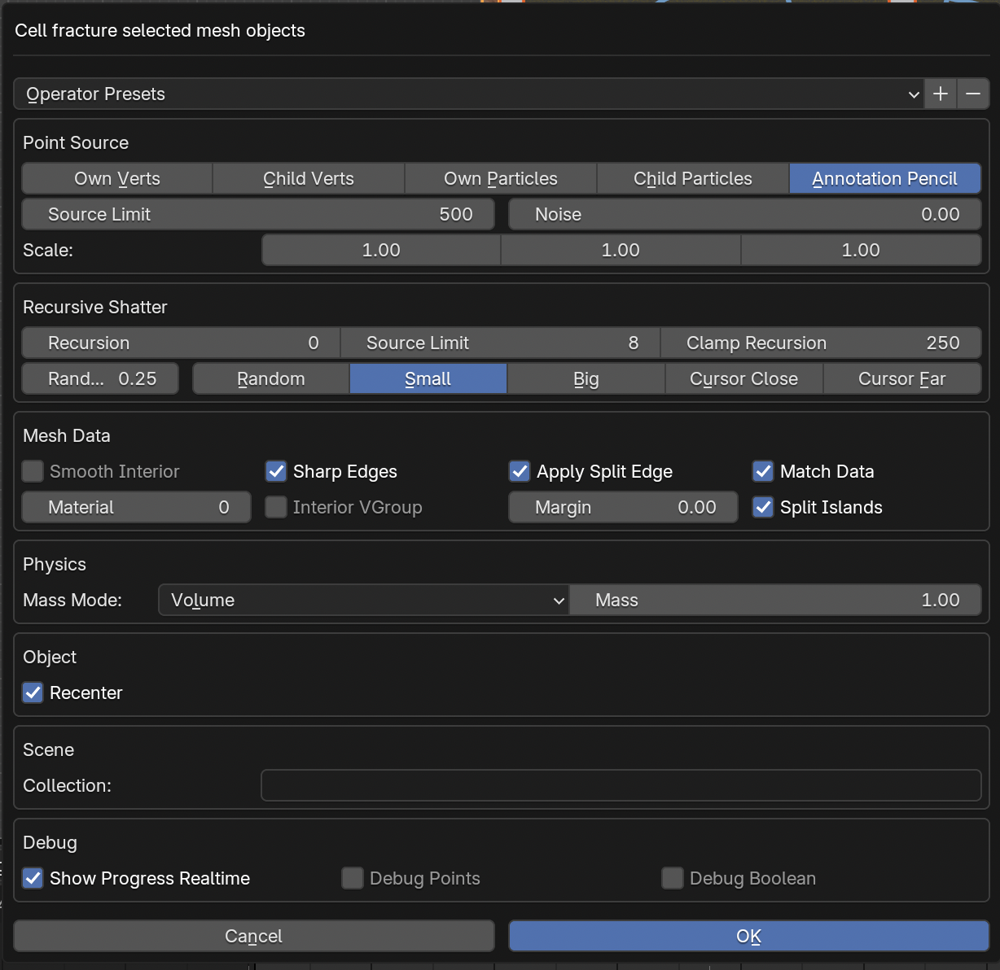 Cell fracture selected mesh objects
Operator Presets
Point Source
Own Verts Child Verts Own Particles Child Particles Annotation Pencil
Source Limit 500 Noise 0.00
Scale: 1.00 1.00 1.00
Recursive Shatter
Recursion 0 Source Limit 8 Clamp Recursion 250
Rand... 0.25 Random Small Big Cursor Close Cursor Far
Mesh Data
Smooth Interior Sharp Edges Apply Split Edge Match Data
Material 0 Interior VGroup Margin 0.00 Split Islands
Physics
Mass Mode: Volume Mass 1.00
Object
Recenter
Scene
Collection:
Debug
Show Progress Realtime Debug Points Debug Boolean
Cancel OK